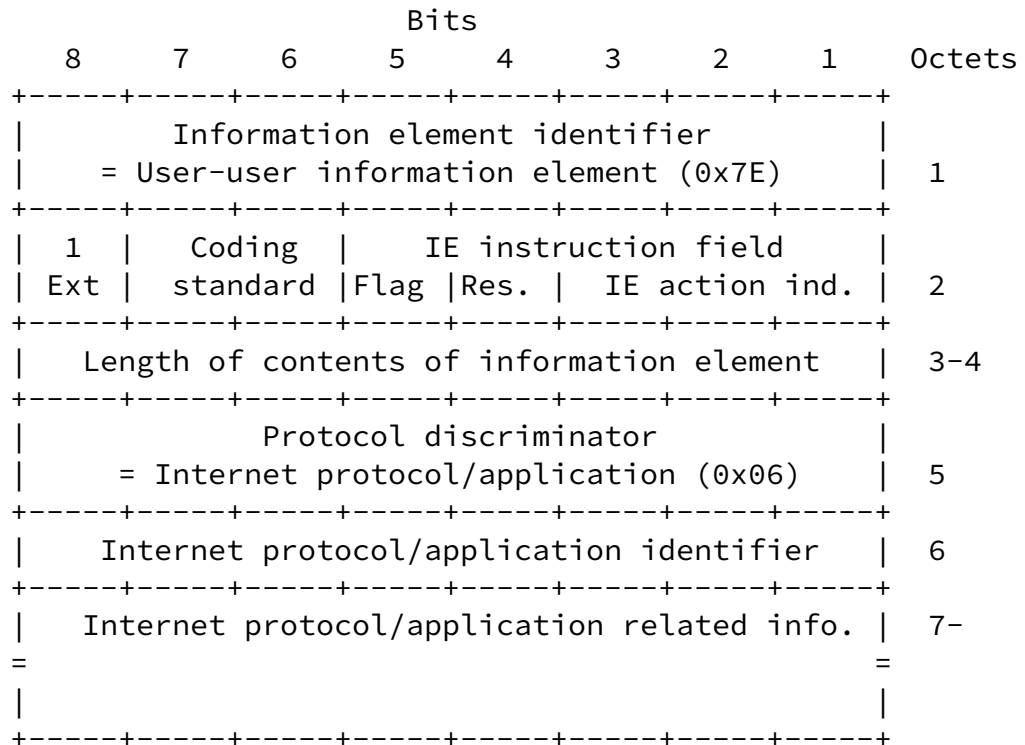 Bits
8 7 6 5 4 3 2 1 Octets
+-----+-----+-----+-----+-----+-----+-----+-----+
| Information element identifier |
| = User-user information element (0x7E) | 1
+-----+-----+-----+-----+-----+-----+-----+-----+
| 1 | Coding | IE instruction field |
| Ext | standard |Flag |Res. | IE action ind. | 2
+-----+-----+-----+-----+-----+-----+-----+-----+
| Length of contents of information element | 3-4
+-----+-----+-----+-----+-----+-----+-----+-----+
| Protocol discriminator |
| = Internet protocol/application (0x06) | 5
+-----+-----+-----+-----+-----+-----+-----+-----+
| Internet protocol/application identifier | 6
+-----+-----+-----+-----+-----+-----+-----+-----+
| Internet protocol/application related info. | 7-
= =
| |
+-----+-----+-----+-----+-----+-----+-----+-----+